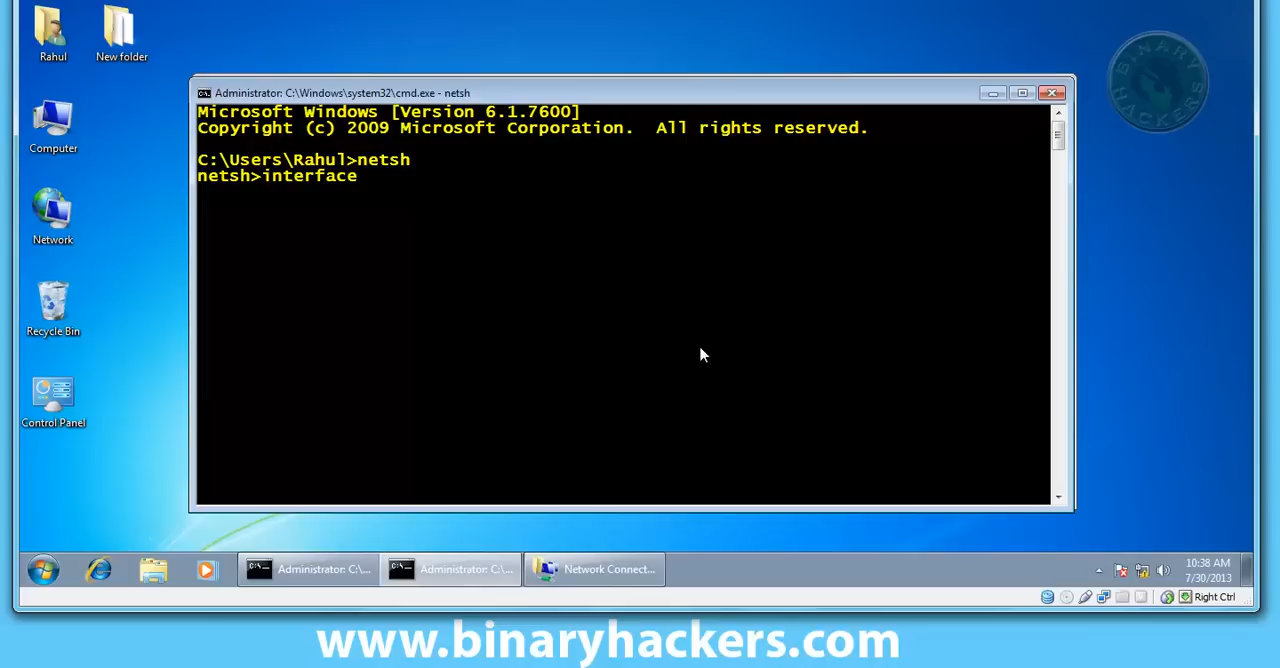 Rahul
New folder
Computer
Network
Recycle Bin
Control Panel
BINARY
HACKERS
Administrator: C:\Windows\system32\cmd.exe - netsh
Microsoft Windows [Version 6.1.7600]
Copyright (c) 2009 Microsoft Corporation.  All rights reserved.
C:\Users\Rahul>netsh
netsh>interface
Administrator: C:\...
Administrator: C:\...
Network Connect...
10:38 AM
7/30/2013
Right Ctrl
www.binaryhackers.com